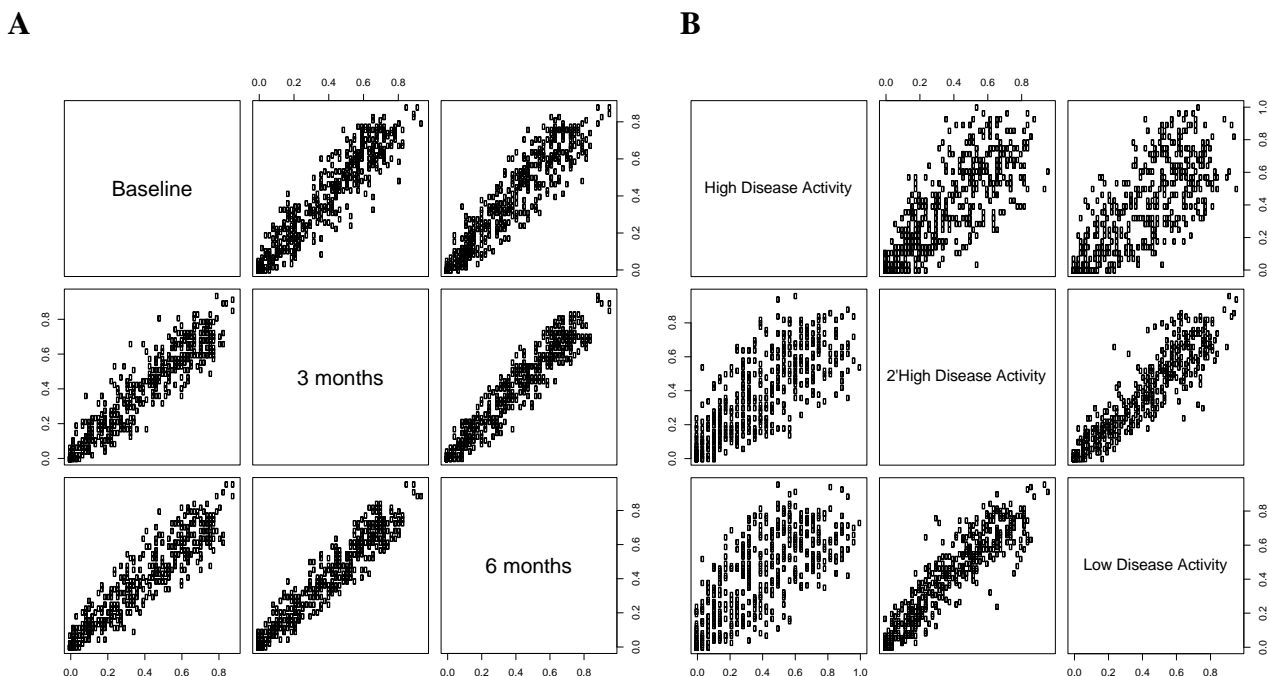 A B
0.0 0.2 0.4 0.6 0.8 0.0 0.2 0.4 0.6 0.8
Baseline
0.0 0.2 0.4 0.6 0.8
High Disease Activity
0.0 0.2 0.4 0.6 0.8 1.0
0.0 0.2 0.4 0.6 0.8
3 months
0.0 0.2 0.4 0.6 0.8
2'High Disease Activity
6 months
0.0 0.2 0.4 0.6 0.8
Low Disease Activity
0.0 0.2 0.4 0.6 0.8
0.0 0.2 0.4 0.6 0.8 0.0 0.2 0.4 0.6 0.8 0.0 0.2 0.4 0.6 0.8 1.0 0.0 0.2 0.4 0.6 0.8